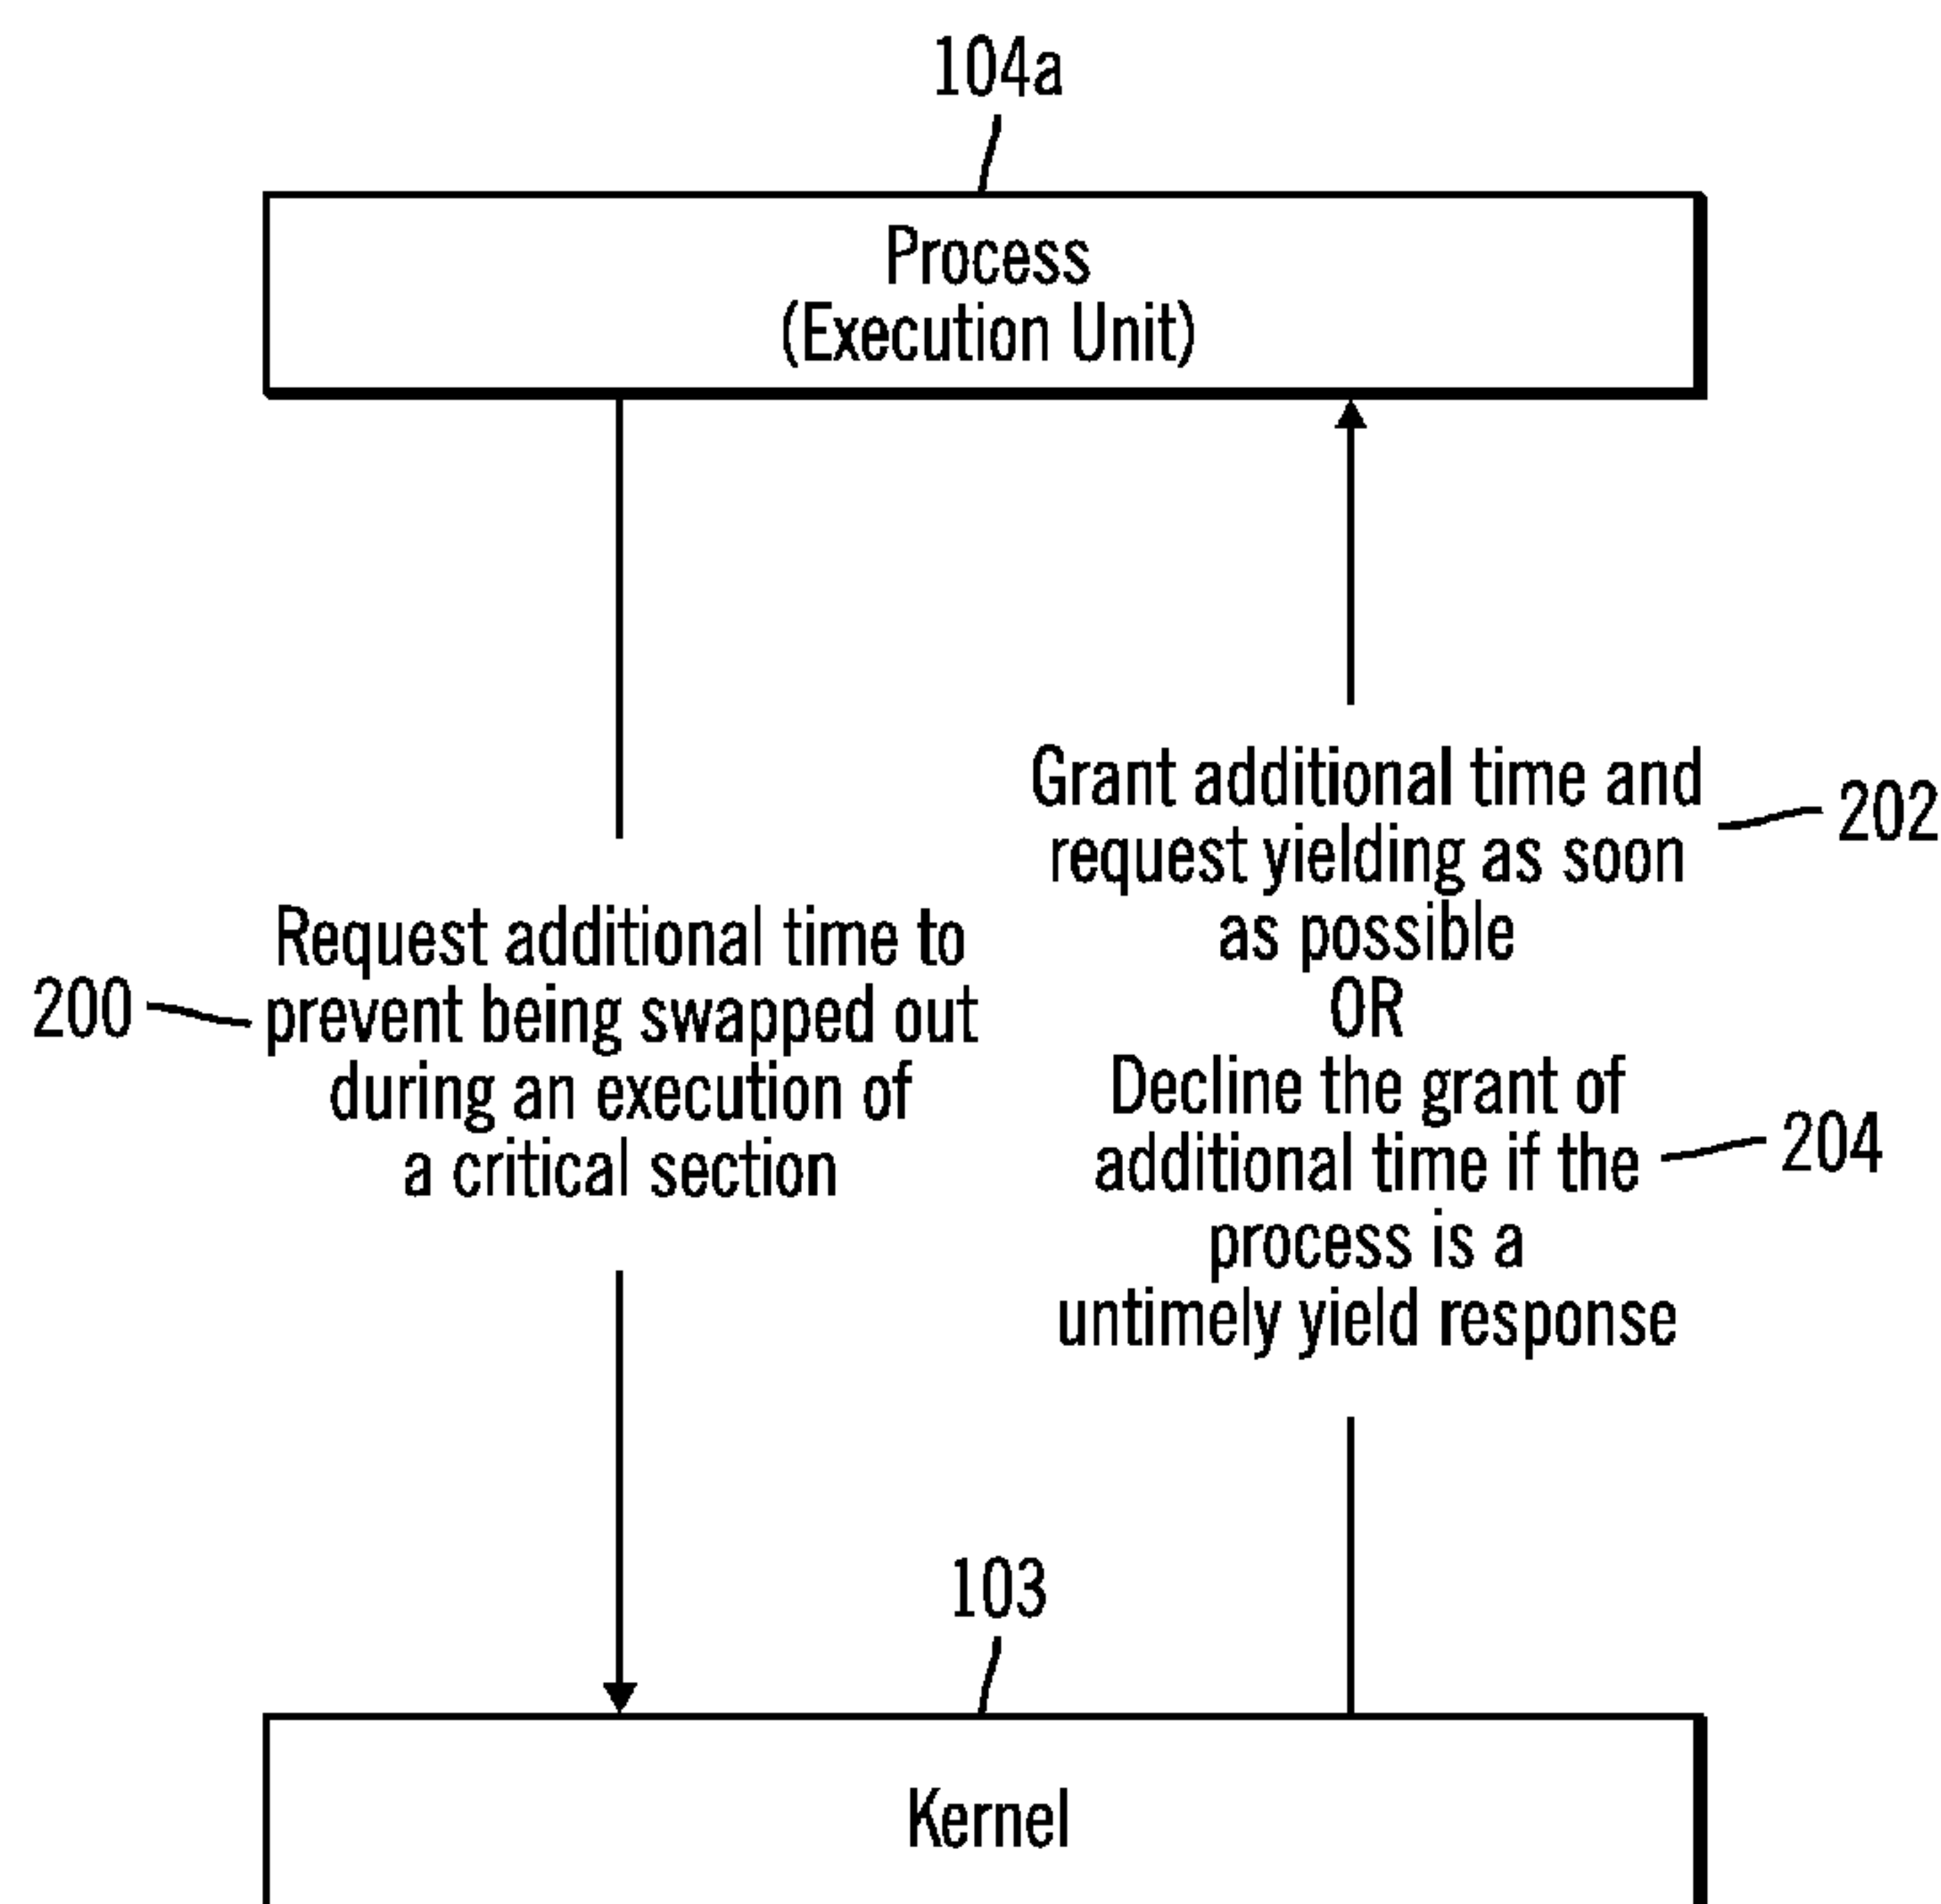 104a
Process
(Execution Unit)
Grant additional time and
request yielding as soon
as possible
OR
Decline the grant of
additional time if the
process is a
untimely yield response
202
204
Request additional time to
prevent being swapped out
during an execution of
a critical section
200
103
Kernel